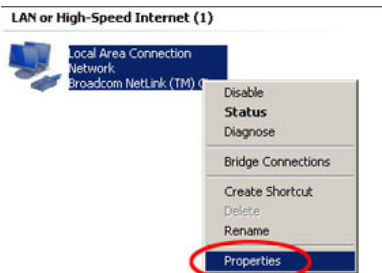 LAN or High-Speed Internet (1)
Local Area Connection
Network
Broadcom NetLink (TM)
Disable
Status
Diagnose
Bridge Connections
Create Shortcut
Delete
Rename
Properties